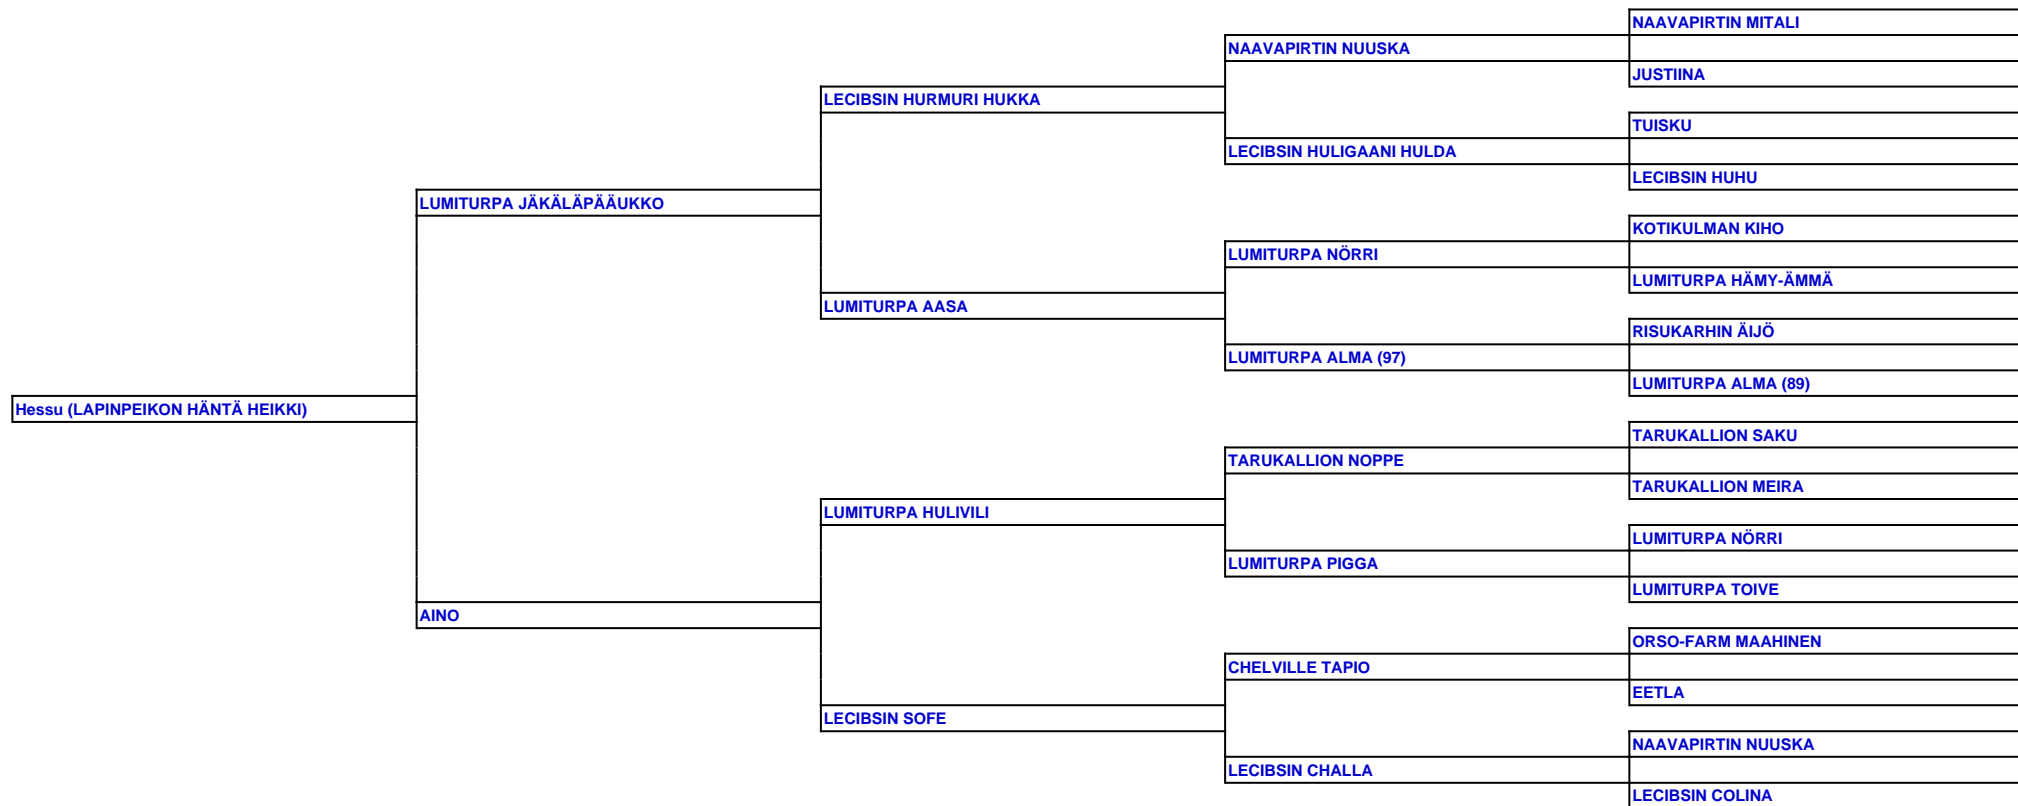 NAAVAPIRTIN MITALI
NAAVAPIRTIN NUUSKA
JUSTIINA
LECIBSIN HURMURI HUKKA
TUISKU
LECIBSIN HULIGAANI HULDA
LECIBSIN HUHU
LUMITURPA JÄKÄLÄPÄÄUKKO
KOTIKULMAN KIHO
LUMITURPA NÖRRI
LUMITURPA HÄMY-ÄMMÄ
LUMITURPA AASA
RISUKARHIN ÄIJÖ
LUMITURPA ALMA (97)
LUMITURPA ALMA (89)
Hessu (LAPINPEIKON HÄNTÄ HEIKKI)
TARUKALLION SAKU
TARUKALLION NOPPE
TARUKALLION MEIRA
LUMITURPA HULIVILI
LUMITURPA NÖRRI
LUMITURPA PIGGA
LUMITURPA TOIVE
AINO
ORSO-FARM MAAHINEN
CHELVILLE TAPIO
EETLA
LECIBSIN SOFE
NAAVAPIRTIN NUUSKA
LECIBSIN CHALLA
LECIBSIN COLINA